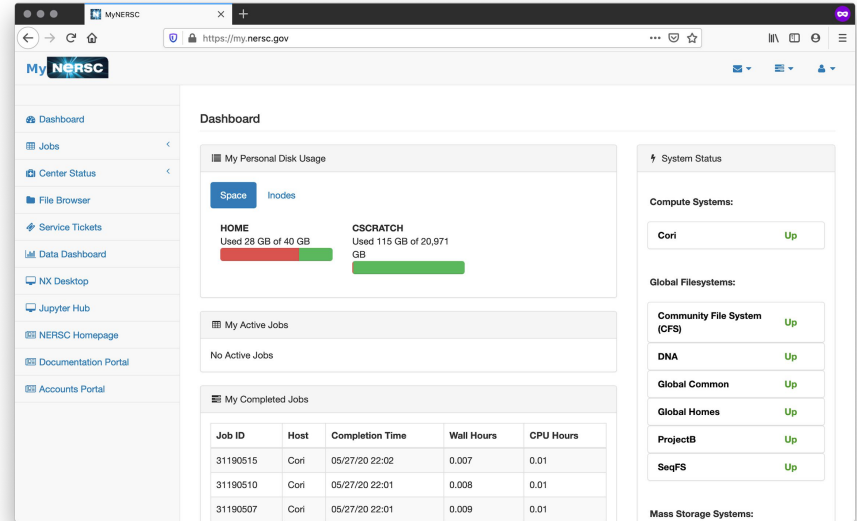 MyNERSC
https://my.nersc.gov
My NERSC
Dashboard
Jobs
Center Status
File Browser
Service Tickets
Data Dashboard
NX Desktop
Jupyter Hub
NERSC Homepage
Documentation Portal
Accounts Portal
Dashboard
My Personal Disk Usage
Space Inodes
HOME
Used 28 GB of 40 GB
CSCRATCH
Used 115 GB of 20,971
GB
My Active Jobs
No Active Jobs
My Completed Jobs
Job ID Host Completion Time Wall Hours CPU Hours
31190515 Cori 05/27/20 22:02 0.007 0.01
31190510 Cori 05/27/20 22:01 0.008 0.01
31190507 Cori 05/27/20 22:01 0.009 0.01
System Status
Compute Systems:
Cori Up
Global Filesystems:
Community File System
(CFS) Up
DNA Up
Global Common Up
Global Homes Up
ProjectB Up
SeqFS Up
Mass Storage Systems: